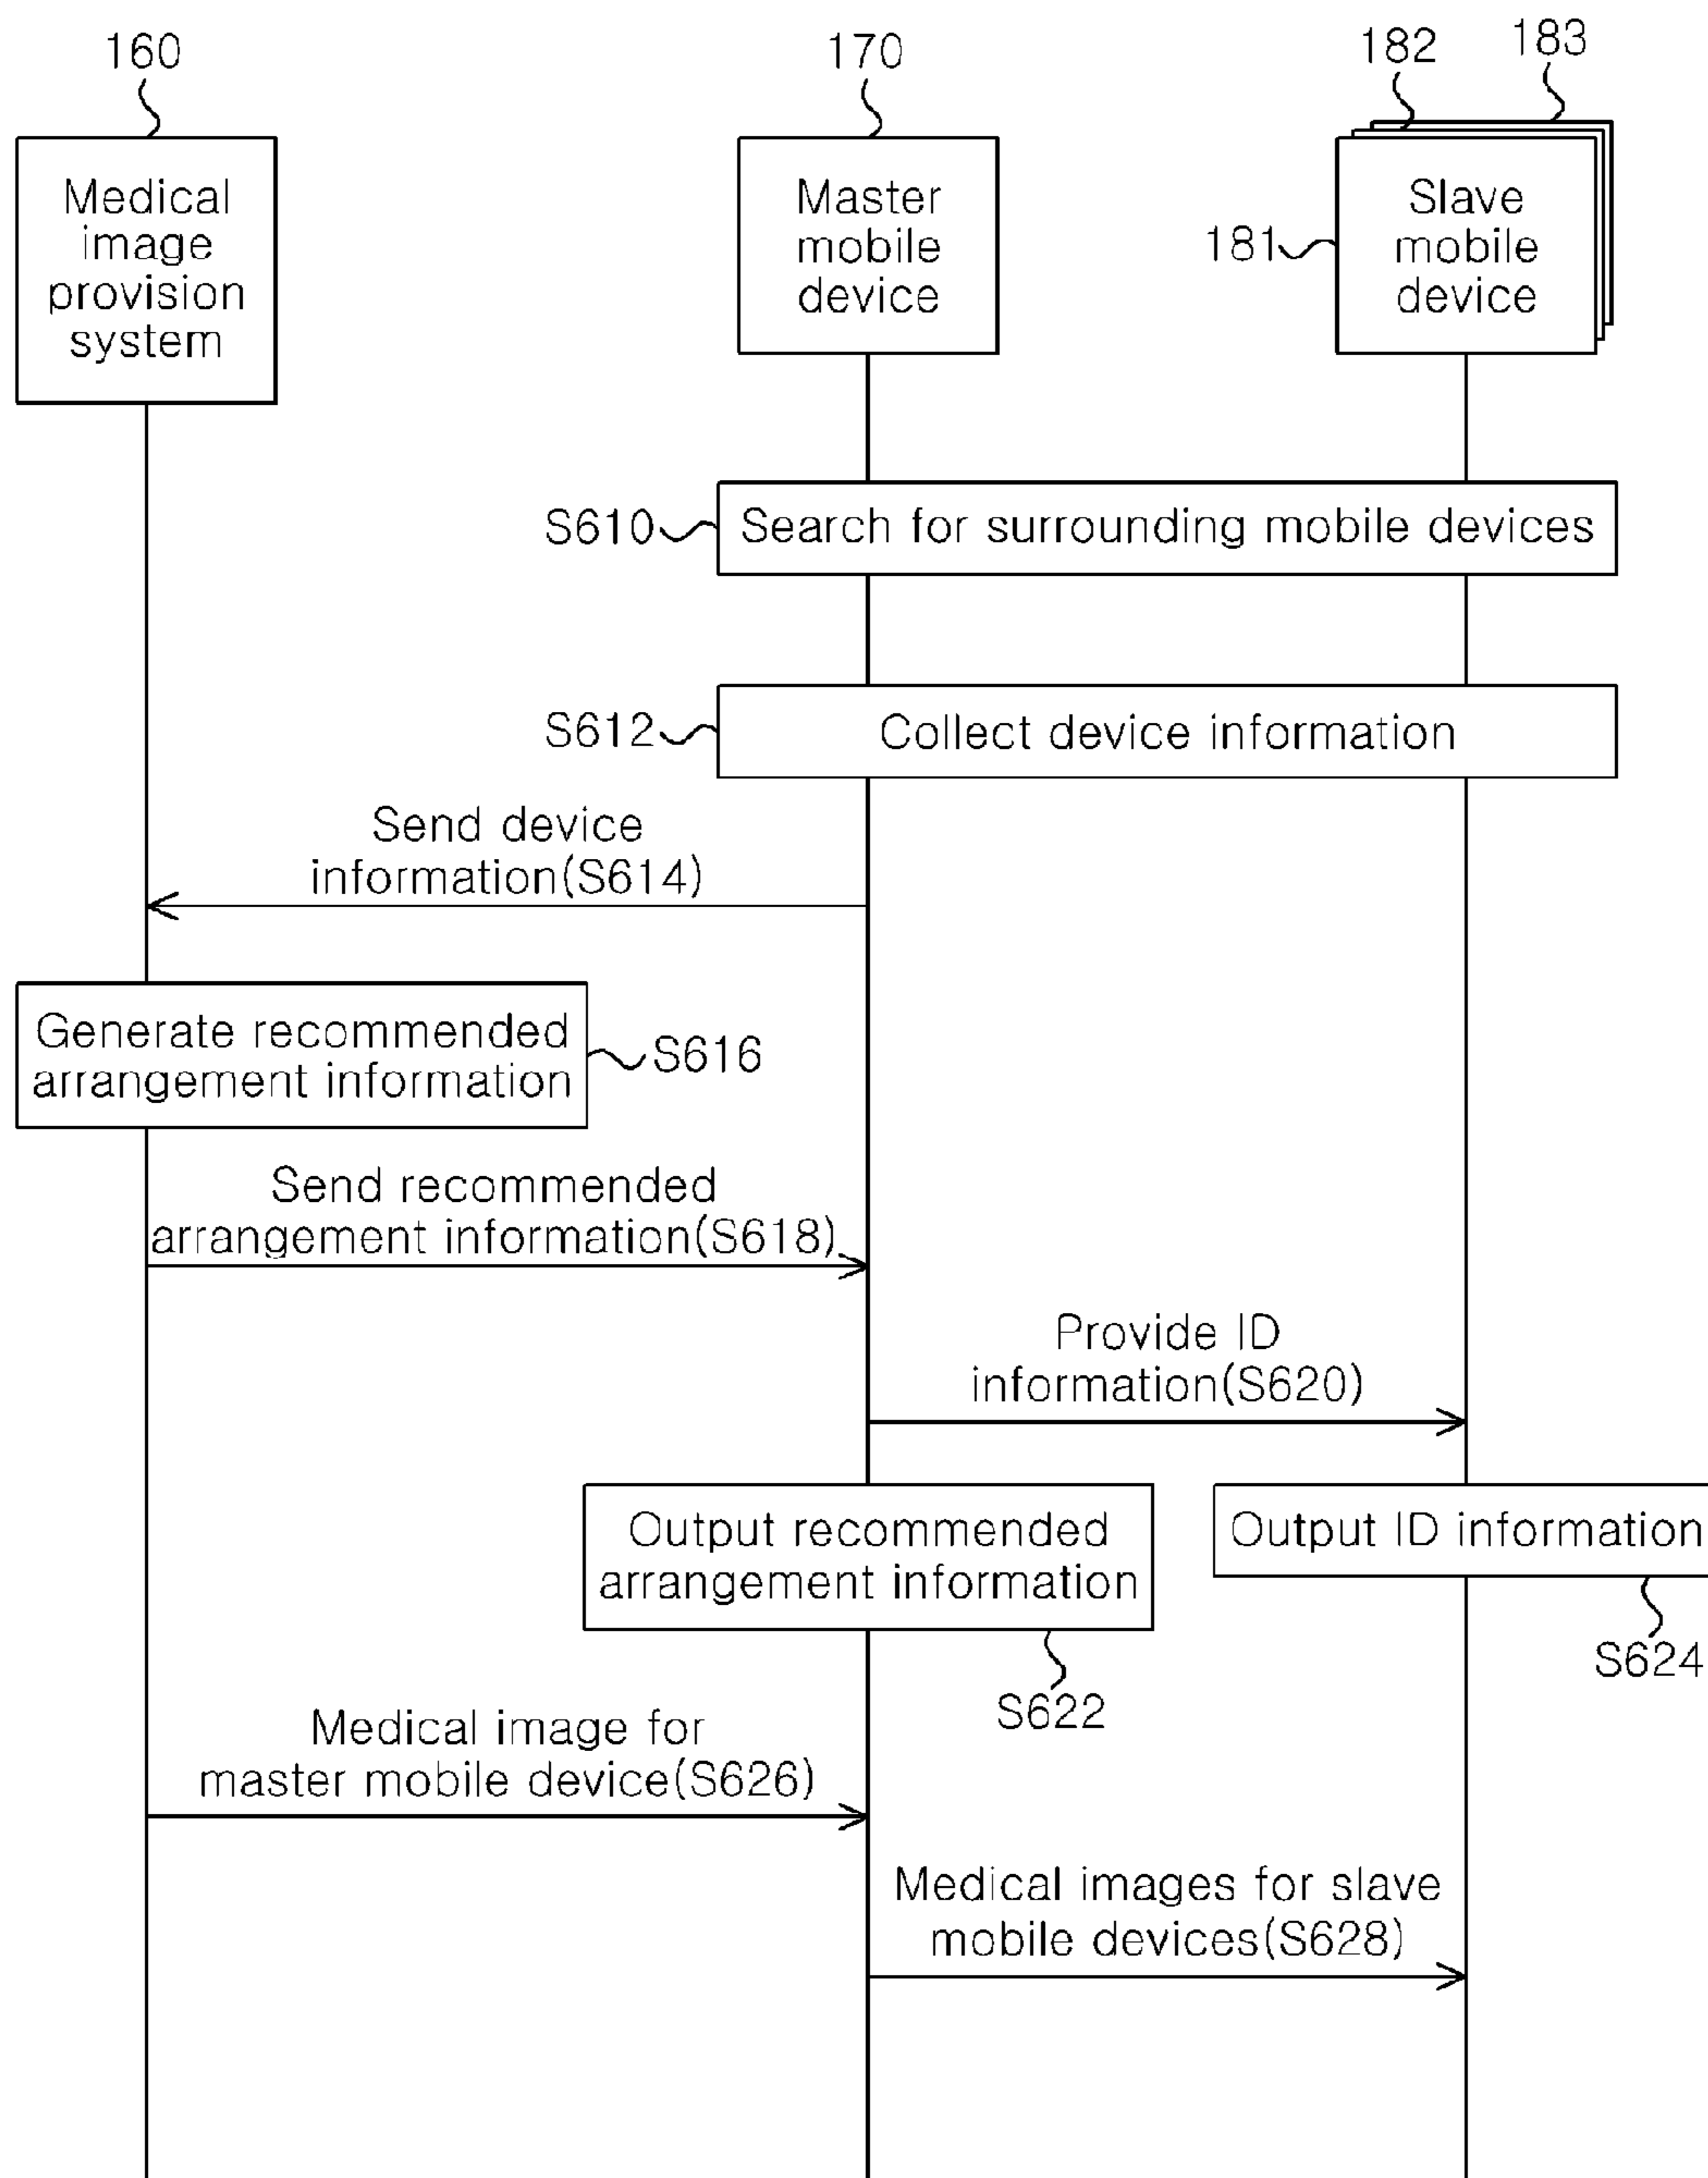 160
170
182
183
Medical
image
provision
system
Master
mobile
device
181
Slave
mobile
device
S610
Search for surrounding mobile devices
S612
Collect device information
Send device
information(S614)
Generate recommended
arrangement information
S616
Send recommended
arrangement information(S618)
Provide ID
information(S620)
Output recommended
arrangement information
Output ID information
S622
S624
Medical image for
master mobile device(S626)
Medical images for slave
mobile devices(S628)